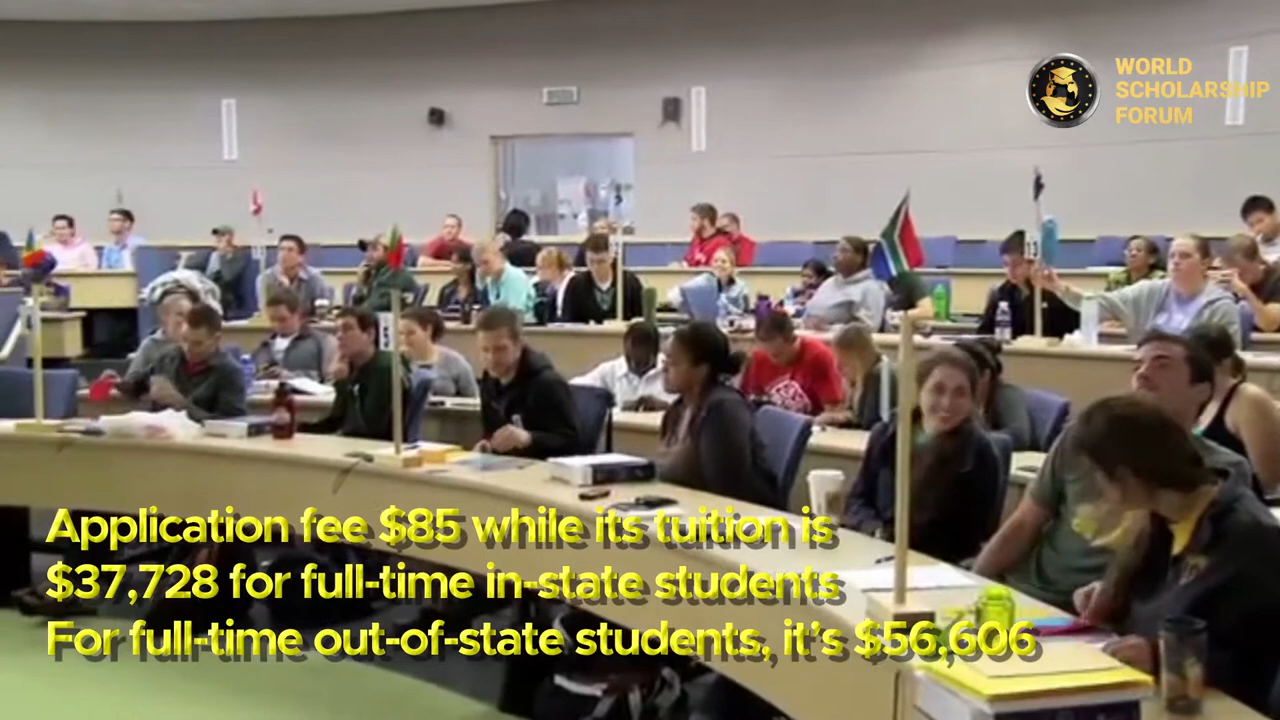 WORLD
SCHOLARSHIP
FORUM
Application fee $85 while its tuition is
$37,728 for full-time in-state students
For full-time out-of-state students, it's $56,606